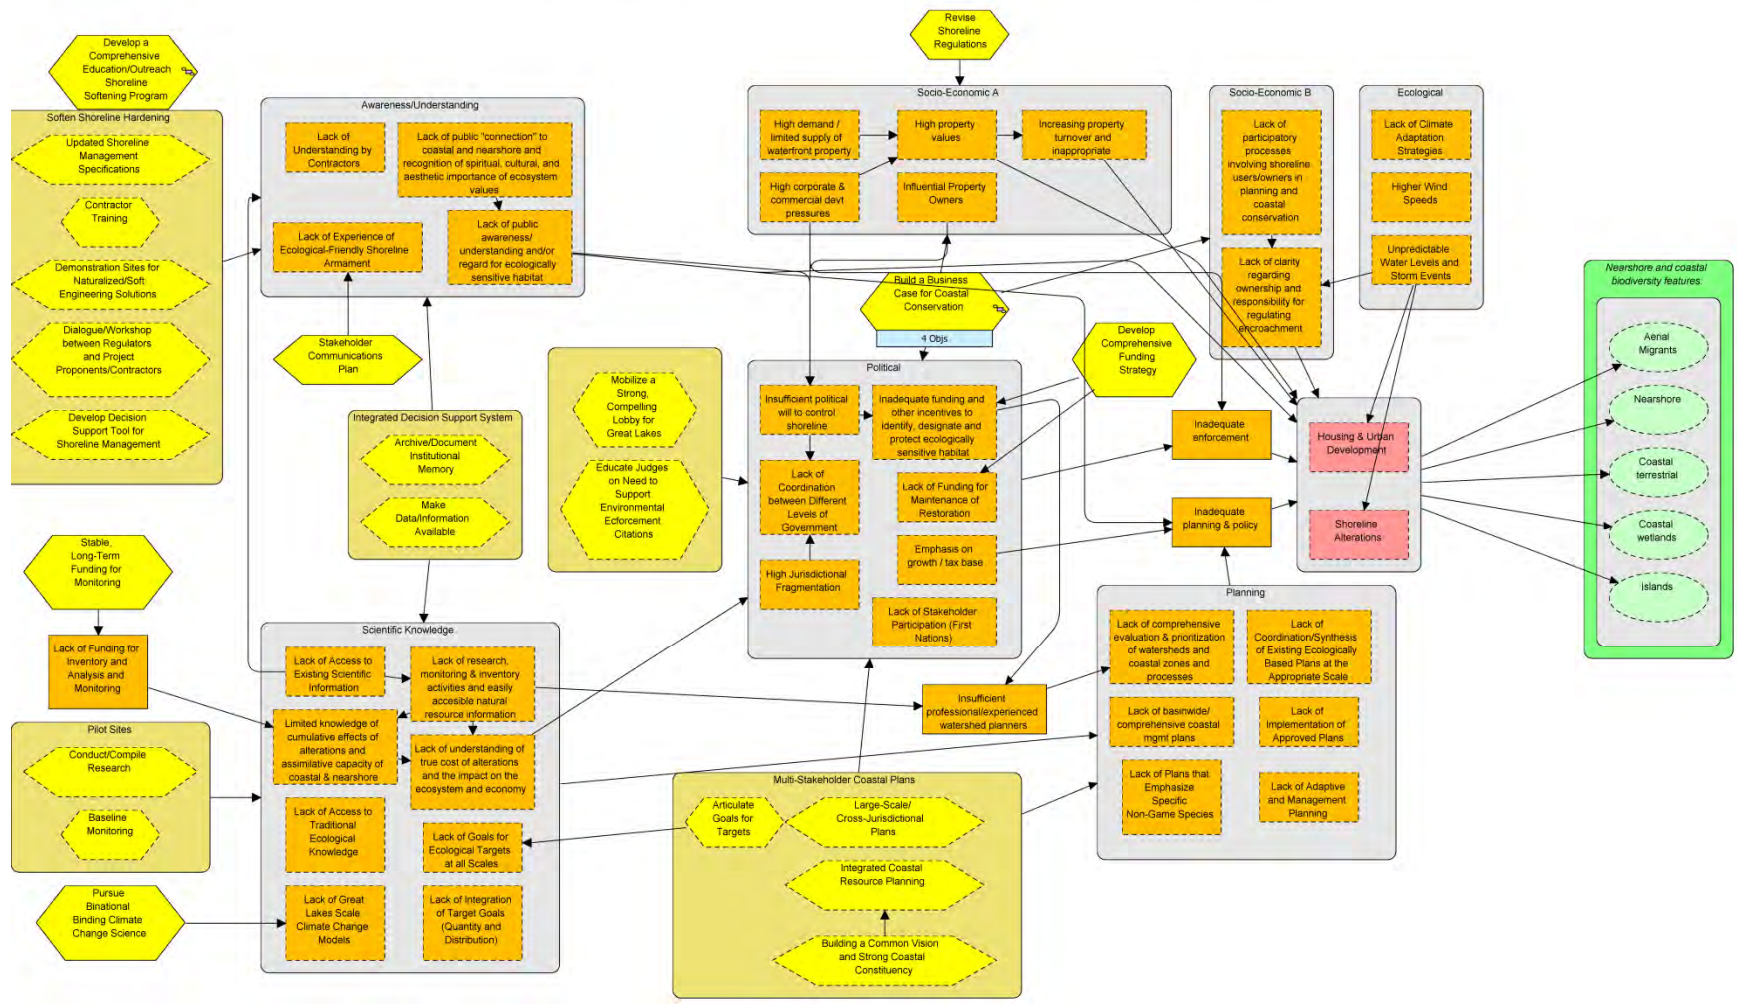 Develop a
Comprehensive
Education/Outreach
Shoreline
Softening Program
Soften Shoreline Hardening
Updated Shoreline
Management
Specifications
Contractor
Training
Demonstration Sites for
Naturalized/Soft
Engineering Solutions
Dialogue/Workshop
between Regulators
and Project
Proponents/Contractors
Develop Decision
Support Tool for
Shoreline Management
Stable,
Long-Term
Funding for
Monitoring
Lack of Funding for
Inventory and
Analysis and
Monitoring
Pilot Sites
Conduct/Compile
Research
Baseline
Monitoring
Pursue
Binational
Binding Climate
Change Science
Awareness/Understanding
Lack of
Understanding by
Contractors
Lack of public "connection" to
coastal and nearshore and
recognition of spiritual, cultural, and
aesthetic importance of ecosystem
values
Lack of Experience of
Ecological-Friendly Shoreline
Armament
Lack of public
awareness/
understanding and/or
regard for ecologically
sensitive habitat
Stakeholder
Communications
Plan
Integrated Decision Support System
Archive/Document
Institutional
Memory
Make
Data/Information
Available
Scientific Knowledge
Lack of Access to
Existing Scientific
Information
Lack of research,
monitoring & inventory
activities and easily
accesible natural
resource information
Limited knowledge of
cumulative effects of
alterations and
assimilative capacity of
coastal & nearshore
Lack of understanding of
true cost of alterations
and the impact on the
ecosystem and economy
Lack of Access to
Traditional
Ecological
Knowledge
Lack of Goals for
Ecological Targets
at all Scales
Lack of Great
Lakes Scale
Climate Change
Models
Lack of Integration
of Target Goals
(Quantity and
Distribution)
Mobilize a
Strong,
Compelling
Lobby for
Great Lakes
Educate Judges
on Need to
Support
Environmental
Ecforcement
Citations
Revise
Shoreline
Regulations
Socio-Economic A
High demand /
limited supply of
waterfront property
High property
values
Increasing property
turnover and
inappropriate
High corporate &
commercial devt
pressures
Influential Property
Owners
Build a Business
Case for Coastal
Conservation
4 Objs
Political
Insufficient political
will to control
shoreline
Inadequate funding and
other incentives to
identify, designate and
protect ecologically
sensitive habitat
Lack of
Coordination
between Different
Levels of
Government
Lack of Funding for
Maintenance of
Restoration
High Jurisdictional
Fragmentation
Emphasis on
growth / tax base
Lack of Stakeholder
Participation (First
Nations)
Develop
Comprehensive
Funding
Strategy
Insufficient
professional/experienced
watershed planners
Multi-Stakeholder Coastal Plans
Articulate
Goals for
Targets
Large-Scale/
Cross-Jurisdictional
Plans
Integrated Coastal
Resource Planning
Building a Common Vision
and Strong Coastal
Constituency
Socio-Economic B
Lack of
participatory
processes
involving shoreline
users/owners in
planning and
coastal
conservation
Lack of clarity
regarding
ownership and
responsibility for
regulating
encroachment
Ecological
Lack of Climate
Adaptation
Strategies
Higher Wind
Speeds
Unpredictable
Water Levels and
Storm Events
Inadequate
enforcement
Inadequate
planning & policy
Housing & Urban
Development
Shoreline
Alterations
Planning
Lack of comprehensive
evaluation & prioritization
of watersheds and
coastal zones and
processes
Lack of
Coordination/Synthesis
of Existing Ecologically
Based Plans at the
Appropriate Scale
Lack of basinwide/
comprehensive coastal
mgmt plans
Lack of
Implementation of
Approved Plans
Lack of Plans that
Emphasize
Specific
Non-Game Species
Lack of Adaptive
and Management
Planning
Nearshore and coastal
biodiversity features.
Aerial
Migrants
Nearshore
Coastal
terrestrial
Coastal
wetlands
islands